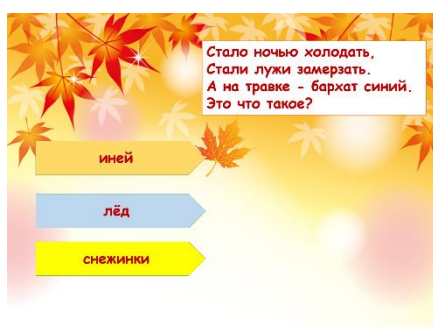 Стало ночью холодать,
Стали лужи замерзать.
А на травке - бархат синий.
Это что такое?
иней
лёд
снежинки